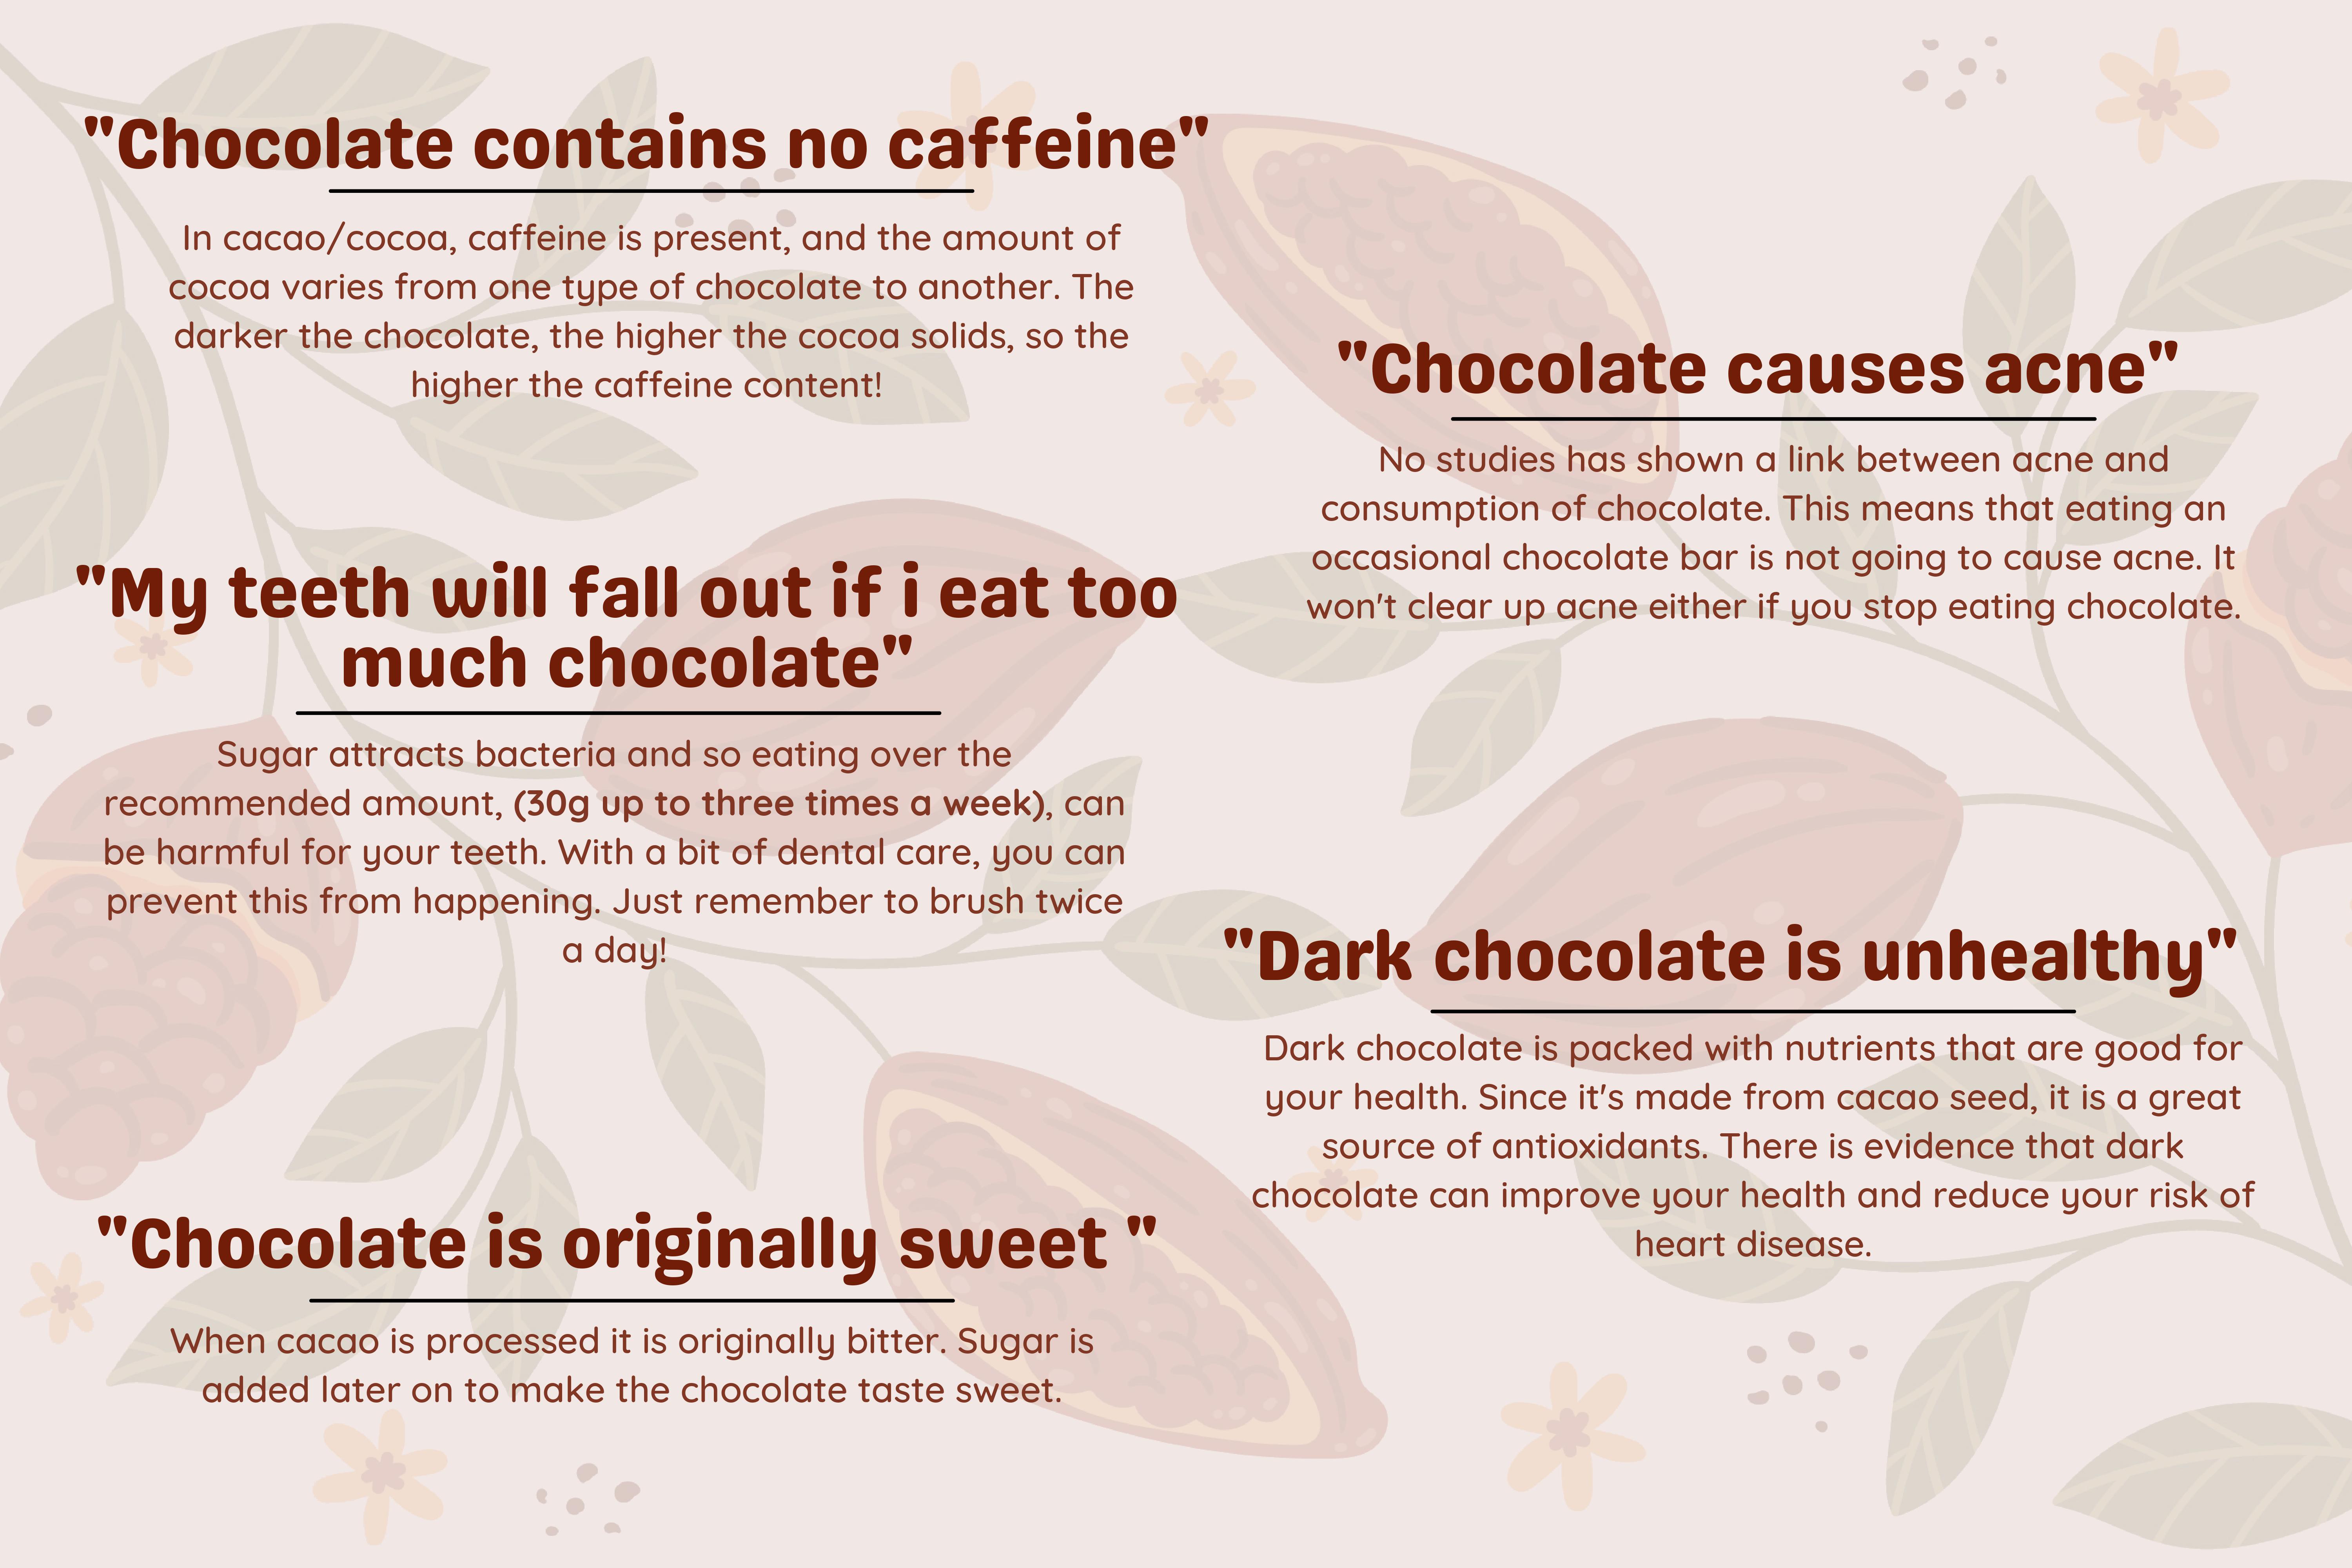 "Chocolate contains no caffeine"
In cacao/cocoa, caffeine is present, and the amount of
cocoa varies from one type of chocolate to another. The
darker the chocolate, the higher the cocoa solids, so the
higher the caffeine content!
"My teeth will fall out if i eat too
much chocolate"
Sugar attracts bacteria and so eating over the
recommended amount, (30g up to three times a week), can
be harmful for your teeth. With a bit of dental care, you can
prevent this from happening. Just remember to brush twice
a day!
"Chocolate is originally sweet "
When cacao is processed it is originally bitter. Sugar is
added later on to make the chocolate taste sweet.
"Chocolate causes acne"
No studies has shown a link between acne and
consumption of chocolate. This means that eating an
occasional chocolate bar is not going to cause acne. It
won't clear up acne either if you stop eating chocolate.
"Dark chocolate is unhealthy"
Dark chocolate is packed with nutrients that are good for
your health. Since it's made from cacao seed, it is a great
source of antioxidants. There is evidence that dark
chocolate can improve your health and reduce your risk of
heart disease.